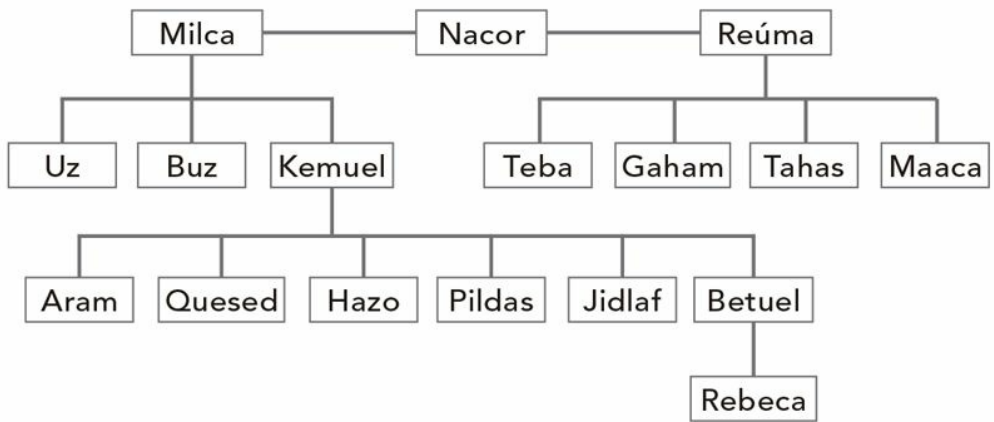 Milca Nacor Reúma
Uz Buz Kemuel Teba Gaham Tahas Maaca
Aram Quesed Hazo Pildas Jidlaf Betuel
Rebeca